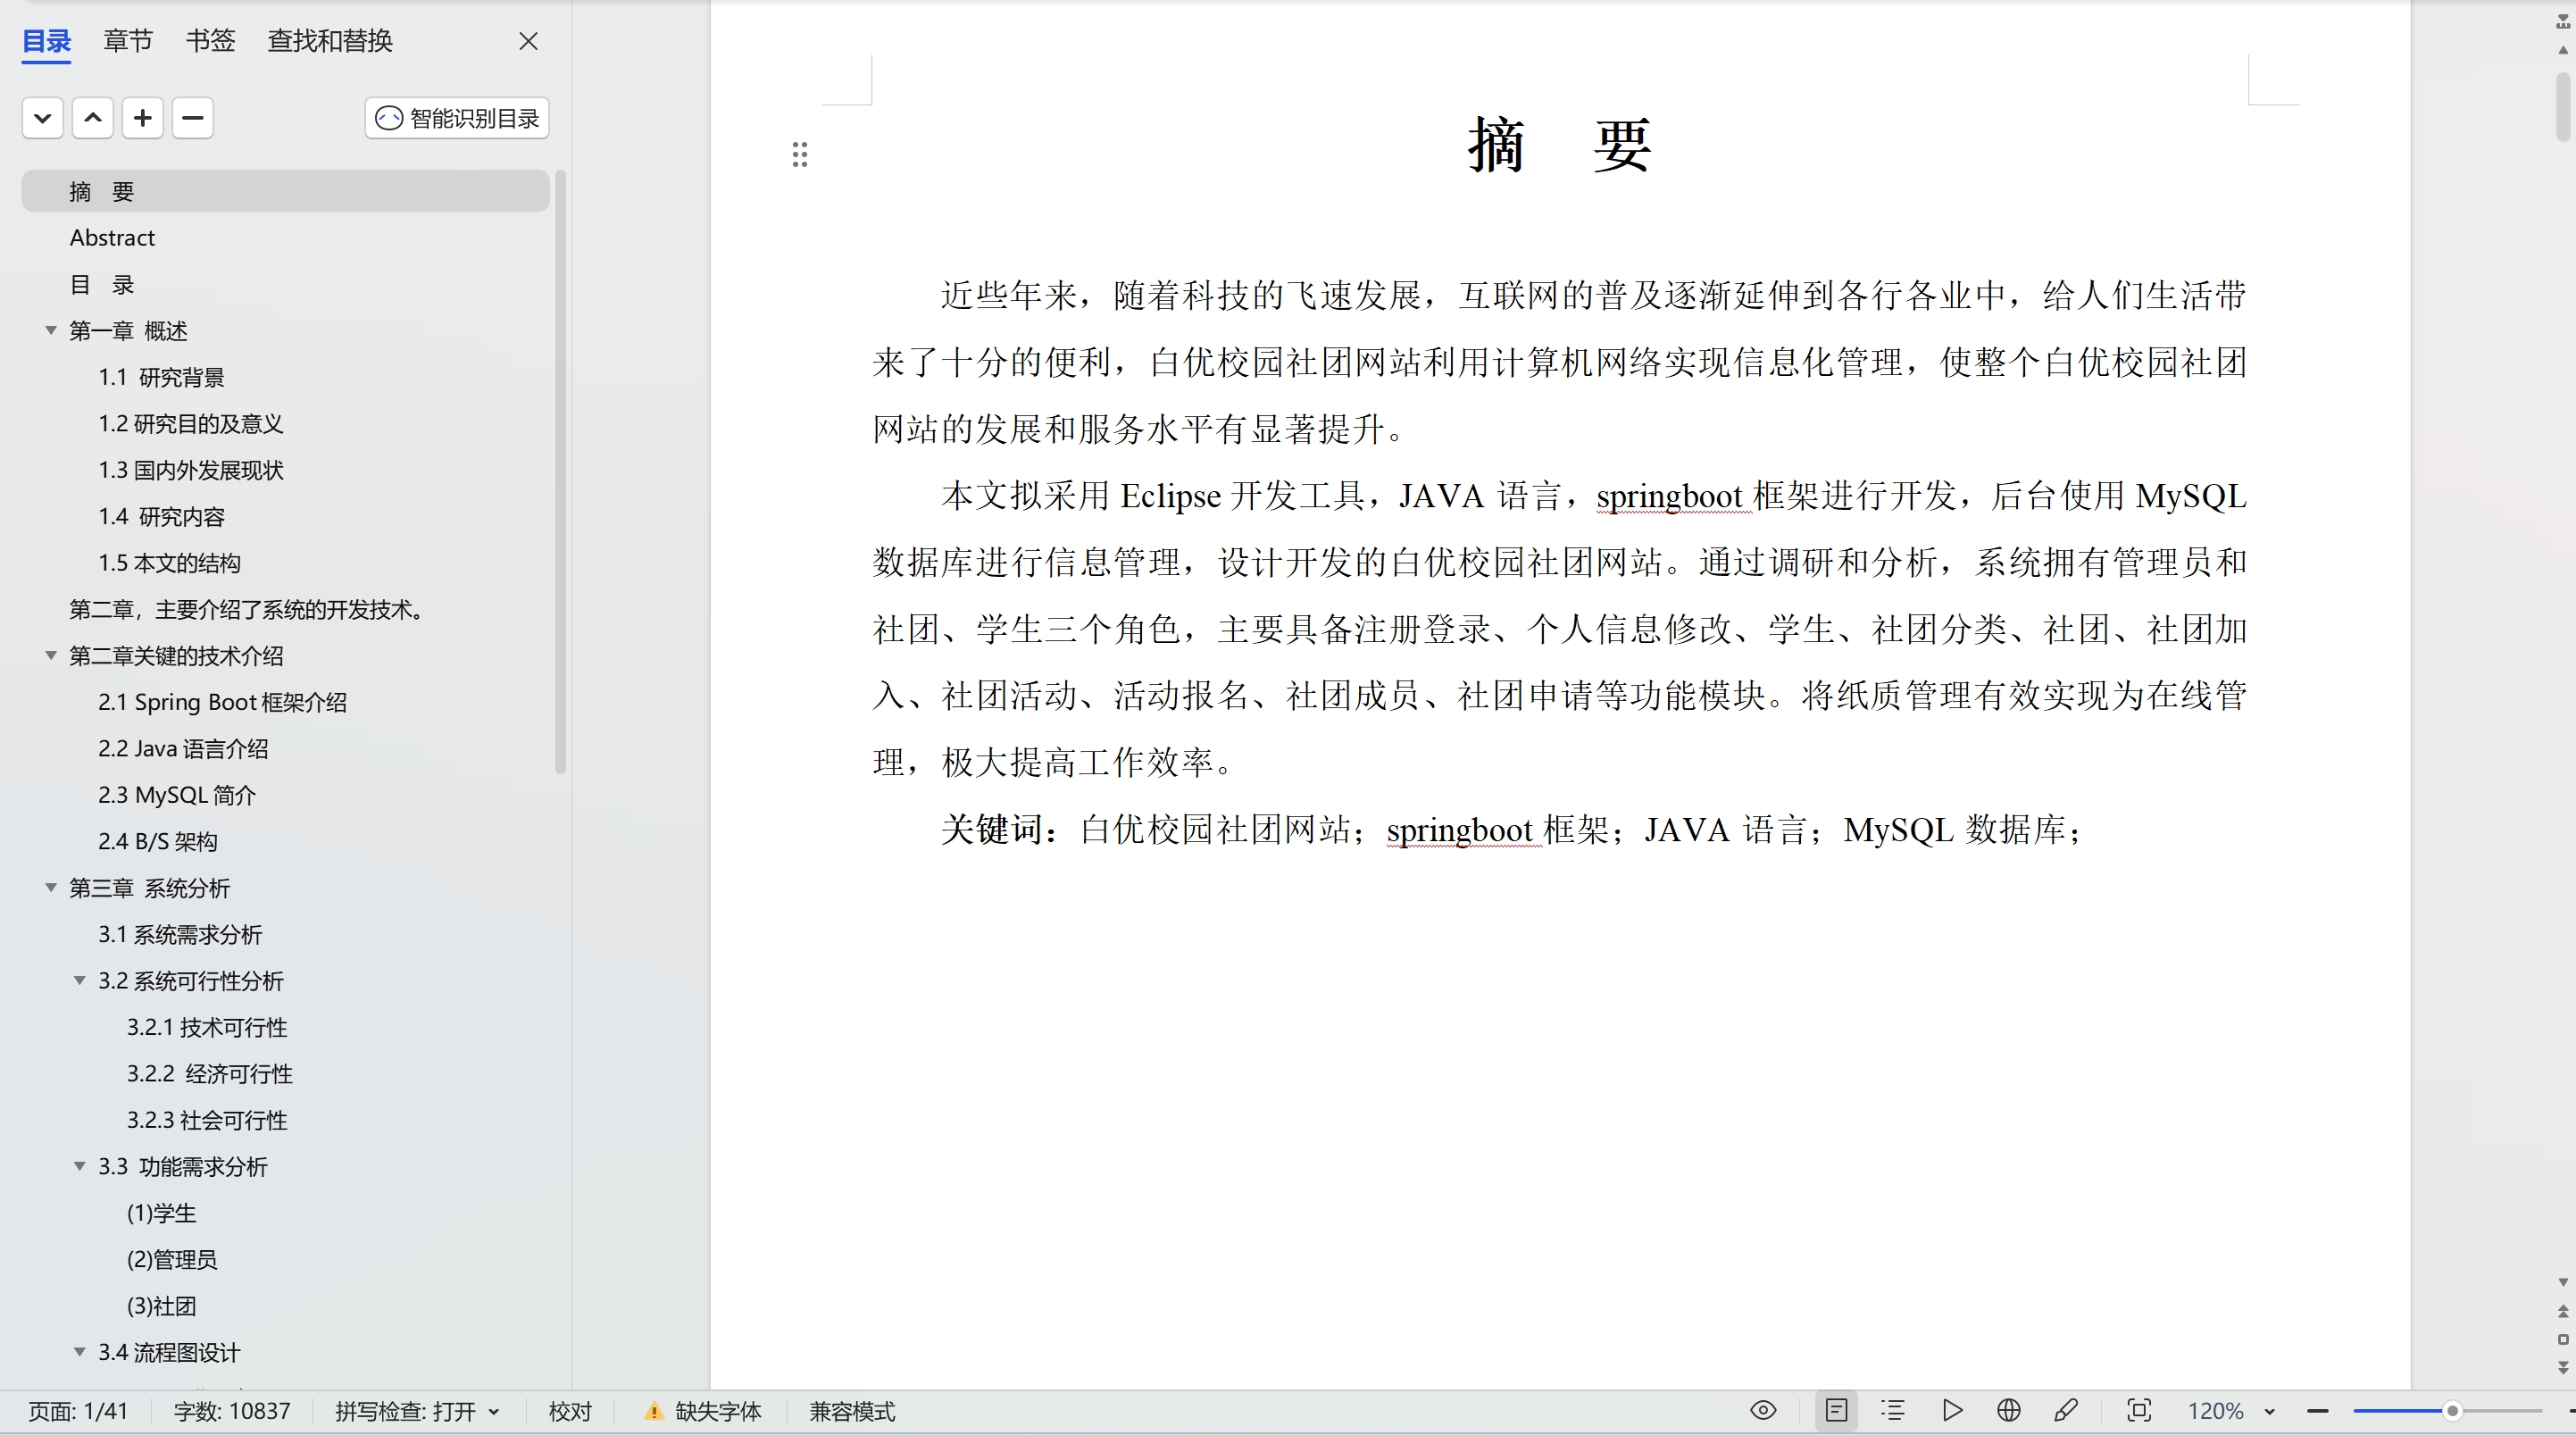 目录 章节 书签 查找和替换
智能识别目录
摘 要
Abstract
目 录
第一章 概述
1.1 研究背景
1.2 研究目的及意义
1.3 国内外发展现状
1.4 研究内容
1.5 本文的结构
第二章，主要介绍了系统的开发技术。
第二章关键的技术介绍
2.1 Spring Boot 框架介绍
2.2 Java 语言介绍
2.3 MySQL 简介
2.4 B/S 架构
第三章 系统分析
3.1 系统需求分析
3.2 系统可行性分析
3.2.1 技术可行性
3.2.2 经济可行性
3.2.3 社会可行性
3.3 功能需求分析
(1)学生
(2)管理员
(3)社团
3.4 流程图设计
摘 要
近些年来，随着科技的飞速发展，互联网的普及逐渐延伸到各行各业中，给人们生活带
来了十分的便利，白优校园社团网站利用计算机网络实现信息化管理，使整个白优校园社团
网站的发展和服务水平有显著提升。
本文拟采用 Eclipse 开发工具，JAVA 语言，springboot 框架进行开发，后台使用 MySQL
数据库进行信息管理，设计开发的白优校园社团网站。通过调研和分析，系统拥有管理员和
社团、学生三个角色，主要具备注册登录、个人信息修改、学生、社团分类、社团、社团加
入、社团活动、活动报名、社团成员、社团申请等功能模块。将纸质管理有效实现为在线管
理，极大提高工作效率。
关键词：白优校园社团网站；springboot 框架；JAVA 语言；MySQL 数据库；
页面: 1/41 字数: 10837 拼写检查: 打开 校对 缺失字体 兼容模式 120%